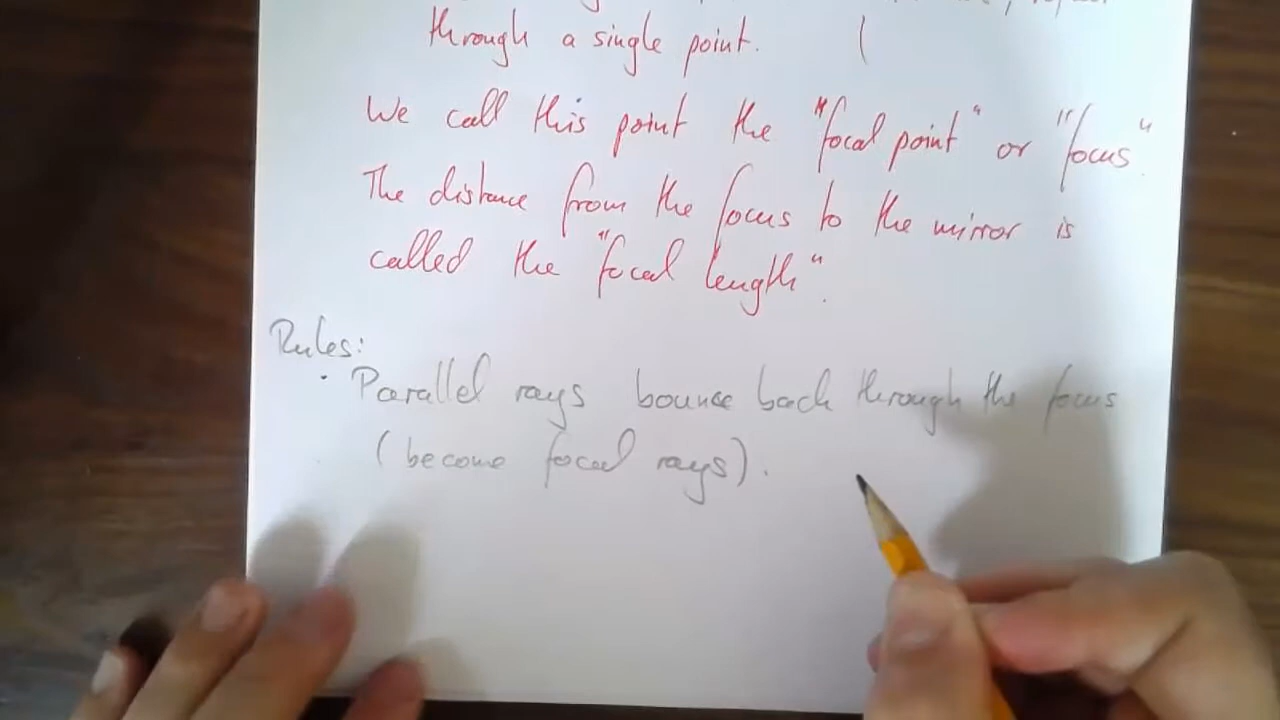 through a single point. (
We call this point the "focal point" or "focus".
The distance from the focus to the mirror is
called the "focal length".
Rules:
· Parallel rays bounce back through the focus
(become focal rays).